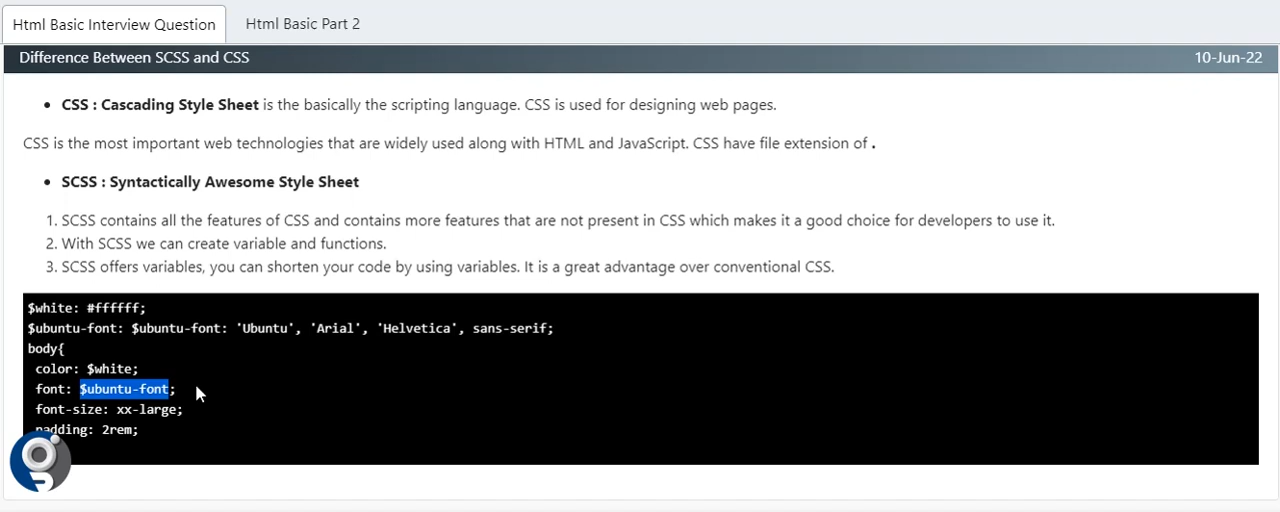 Html Basic Interview Question
Html Basic Part 2
Difference Between SCSS and CSS
10-Jun-22
• CSS : Cascading Style Sheet is the basically the scripting language. CSS is used for designing web pages.
CSS is the most important web technologies that are widely used along with HTML and JavaScript. CSS have file extension of .
• SCSS : Syntactically Awesome Style Sheet
1. SCSS contains all the features of CSS and contains more features that are not present in CSS which makes it a good choice for developers to use it.
2. With SCSS we can create variable and functions.
3. SCSS offers variables, you can shorten your code by using variables. It is a great advantage over conventional CSS.
$white: #ffffff;
$ubuntu-font: $ubuntu-font: 'Ubuntu', 'Arial', 'Helvetica', sans-serif;
body{
color: $white;
font: $ubuntu-font;
font-size: xx-large;
padding: 2rem;